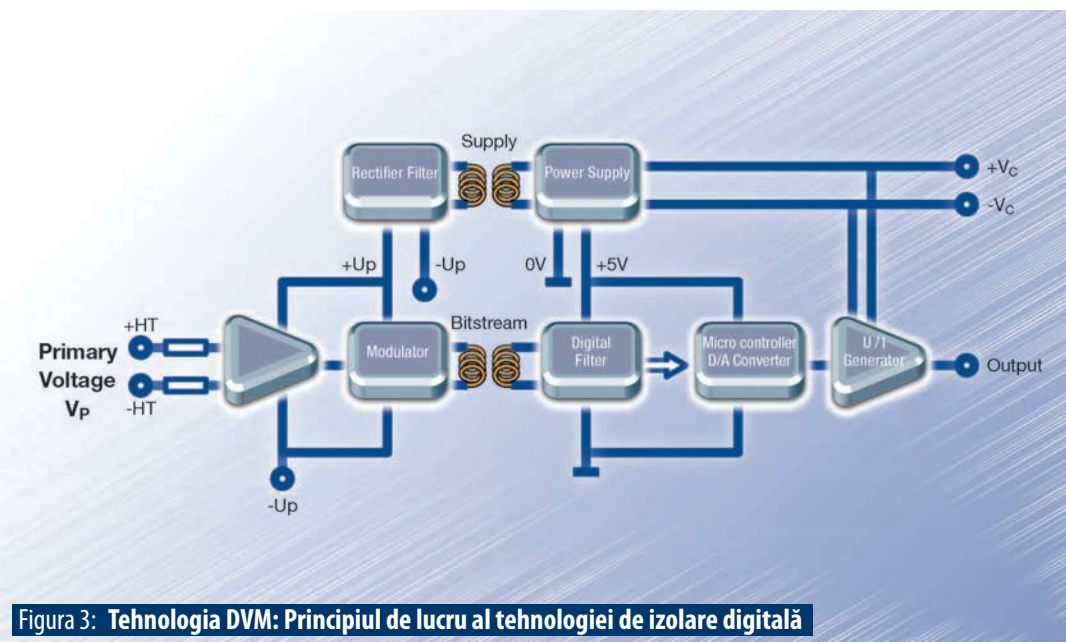 Supply
Rectifier Filter
Power Supply
+VC
-VC
+Up
-Up
0V
+5V
Bitstream
+HT
Primary
Voltage
VP
-HT
Modulator
Digital
Filter
Micro controller
D/A Converter
U / I
Generator
Output
-Up
Figura 3: Tehnologia DVM: Principiul de lucru al tehnologiei de izolare digitală